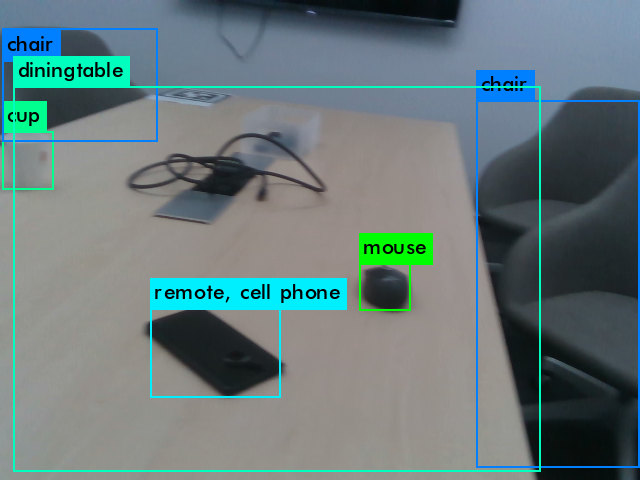 chair
diningtable
chair
cup
mouse
remote, cell phone